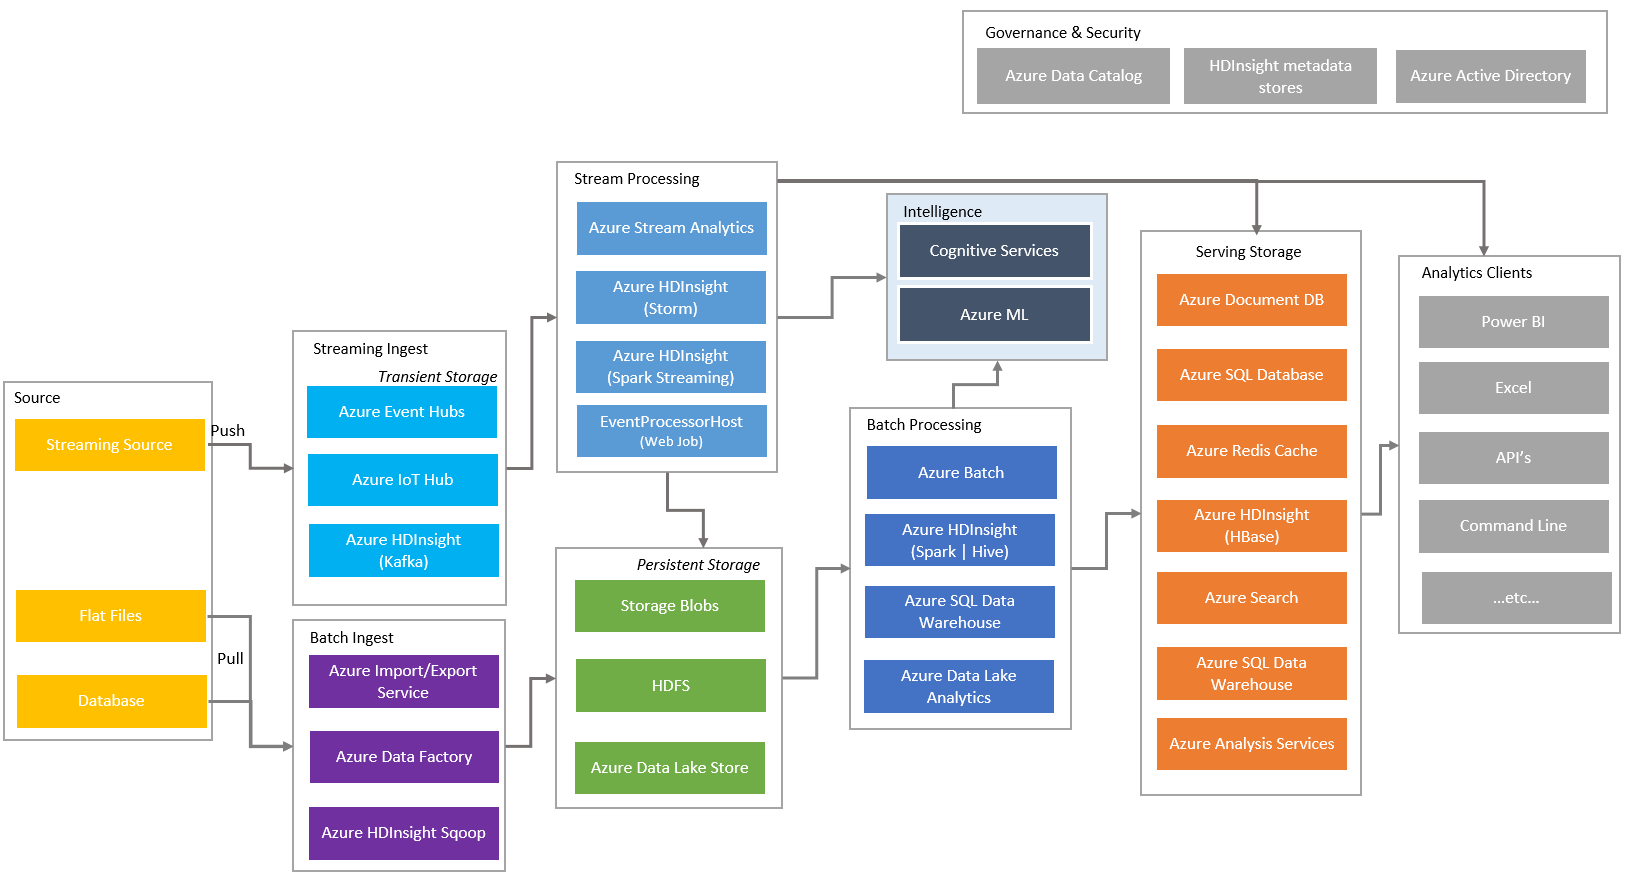 Governance & Security
Azure Data Catalog
HDInsight metadata
stores
Azure Active Directory
Source
Streaming Source
Flat Files
Database
Push
Pull
Streaming Ingest
Transient Storage
Azure Event Hubs
Azure IoT Hub
Azure HDInsight
(Kafka)
Batch Ingest
Azure Import/Export
Service
Azure Data Factory
Azure HDInsight Sqoop
Stream Processing
Azure Stream Analytics
Azure HDInsight
(Storm)
Azure HDInsight
(Spark Streaming)
EventProcessorHost
(Web Job)
Persistent Storage
Storage Blobs
HDFS
Azure Data Lake Store
Intelligence
Cognitive Services
Azure ML
Batch Processing
Azure Batch
Azure HDInsight
(Spark | Hive)
Azure SQL Data
Warehouse
Azure Data Lake
Analytics
Serving Storage
Azure Document DB
Azure SQL Database
Azure Redis Cache
Azure HDInsight
(HBase)
Azure Search
Azure SQL Data
Warehouse
Azure Analysis Services
Analytics Clients
Power BI
Excel
API's
Command Line
...etc...